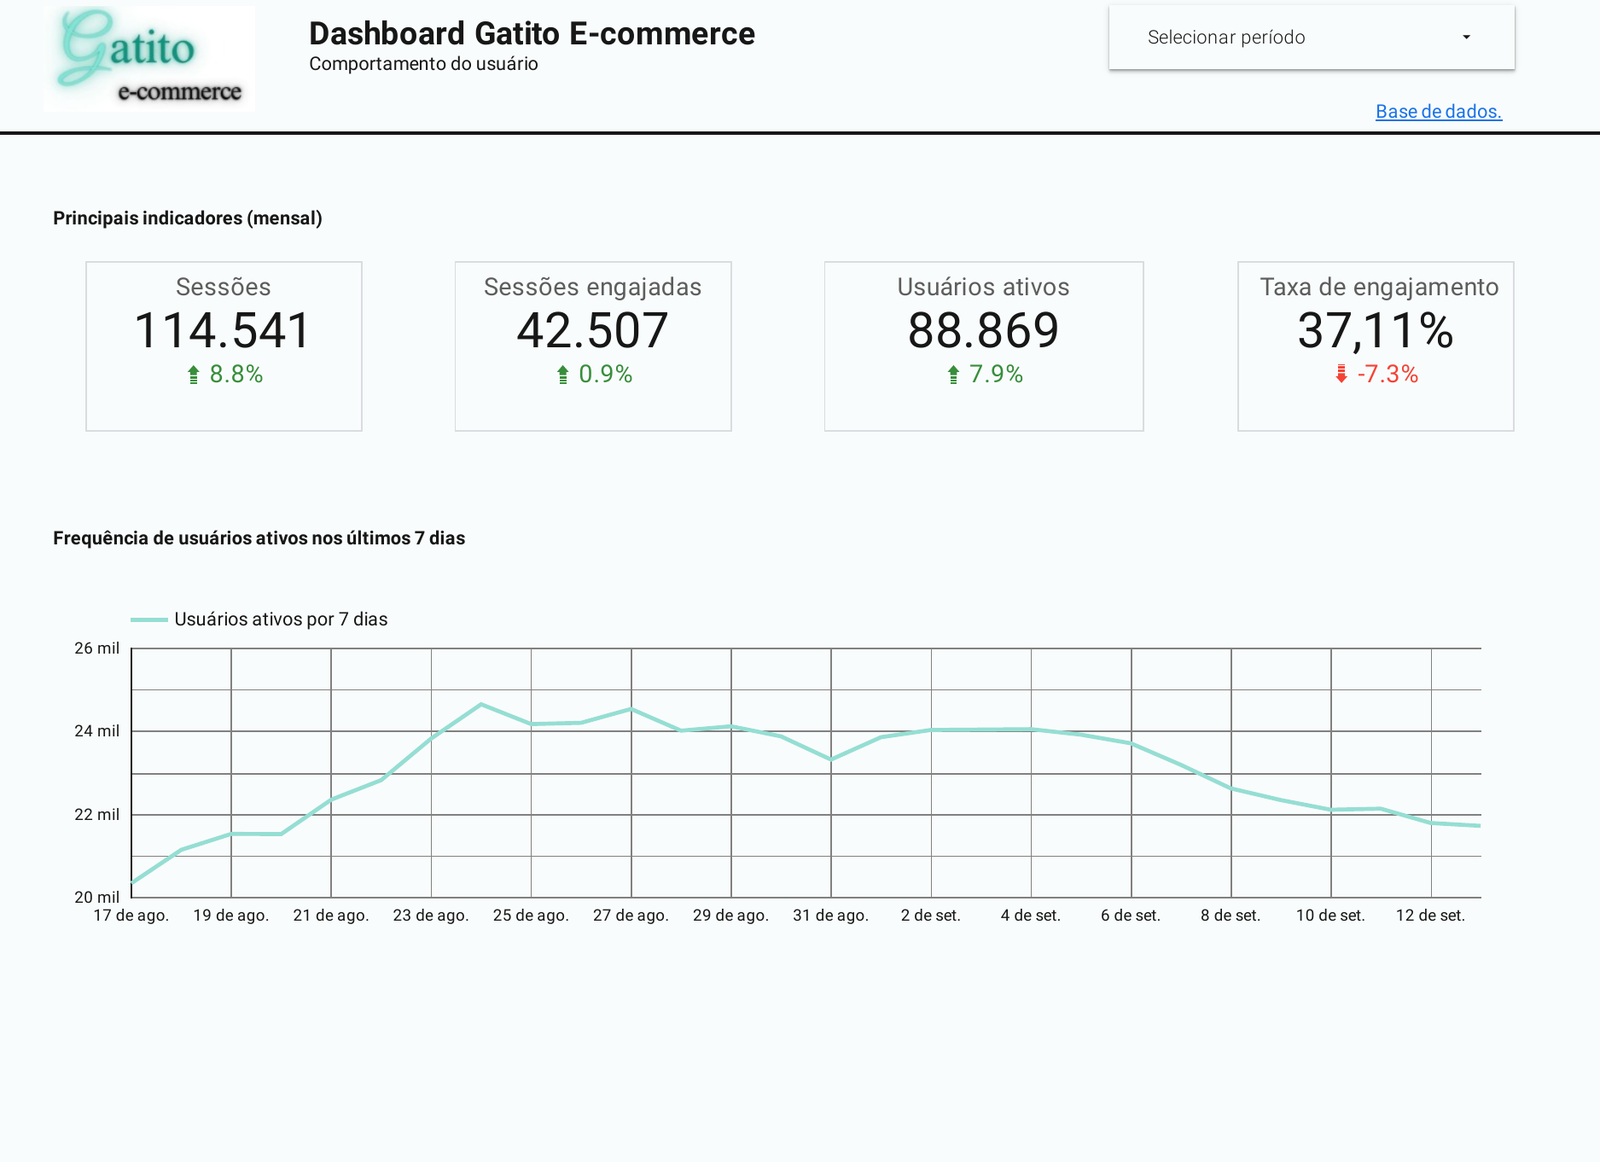 Gatito
e-commerce
Dashboard Gatito E-commerce
Comportamento do usuário
Selecionar período
Base de dados.
Principais indicadores (mensal)
Sessões
114.541
8.8%
Sessões engajadas
42.507
0.9%
Usuários ativos
88.869
7.9%
Taxa de engajamento
37,11%
-7.3%
Frequência de usuários ativos nos últimos 7 dias
Usuários ativos por 7 dias
26 mil
24 mil
22 mil
20 mil
17 de ago. 19 de ago. 21 de ago. 23 de ago. 25 de ago. 27 de ago. 29 de ago. 31 de ago. 2 de set. 4 de set. 6 de set. 8 de set. 10 de set. 12 de set.